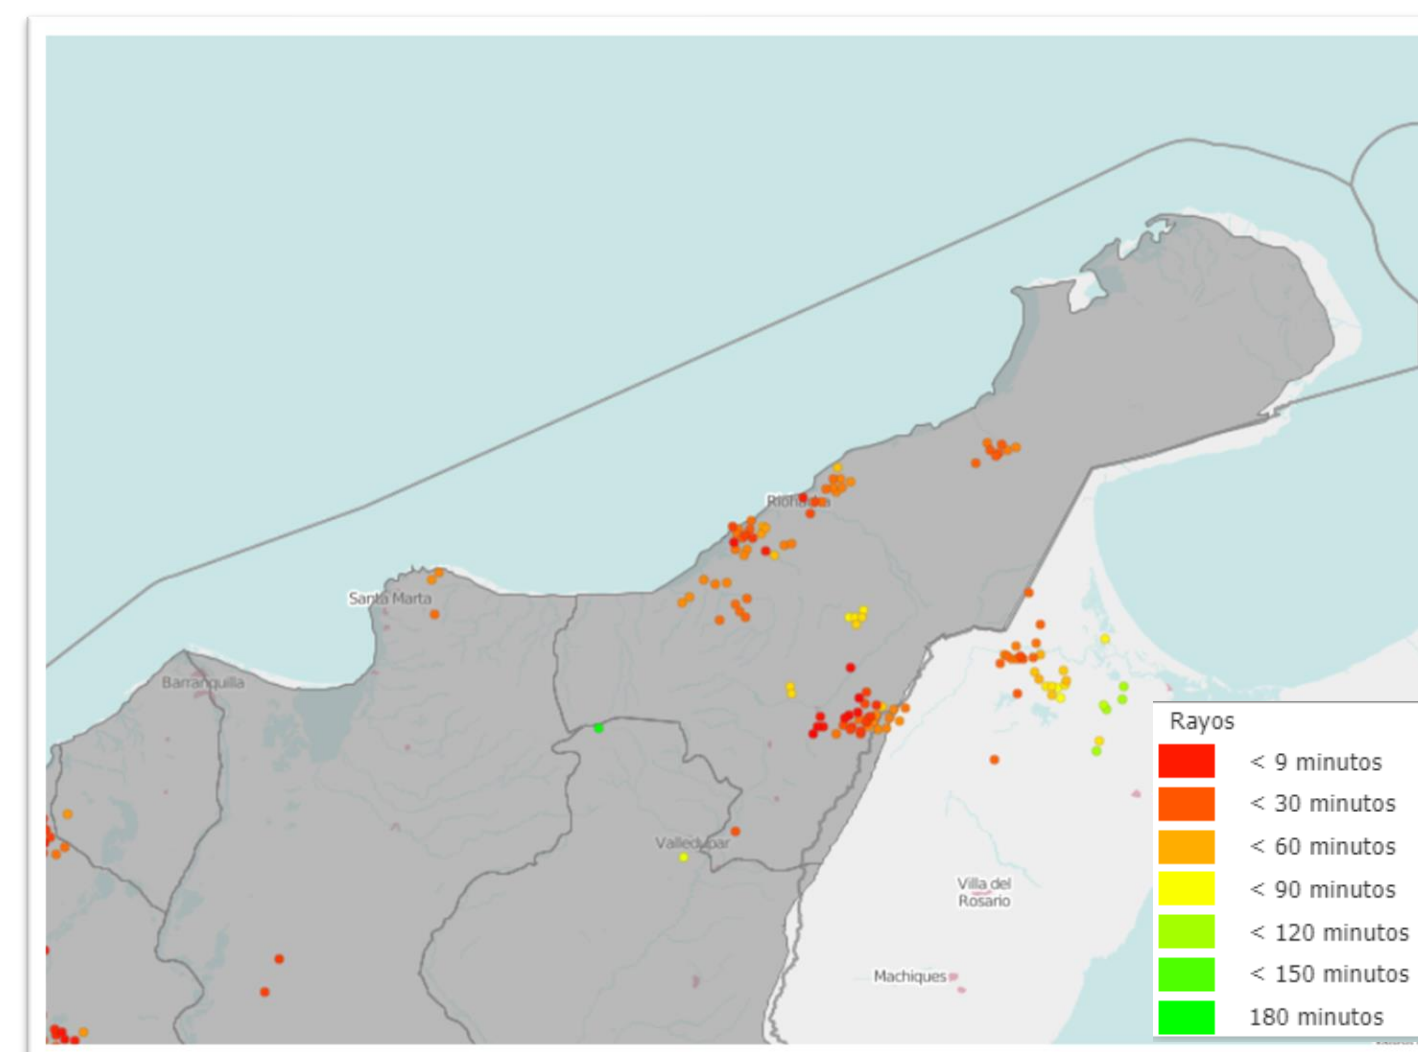 Riohacha
Santa Marta
Barranquilla
Rayos
< 9 minutos
< 30 minutos
< 60 minutos
Valledupar
Villa del
Rosario
< 90 minutos
< 120 minutos
Machiques
< 150 minutos
180 minutos